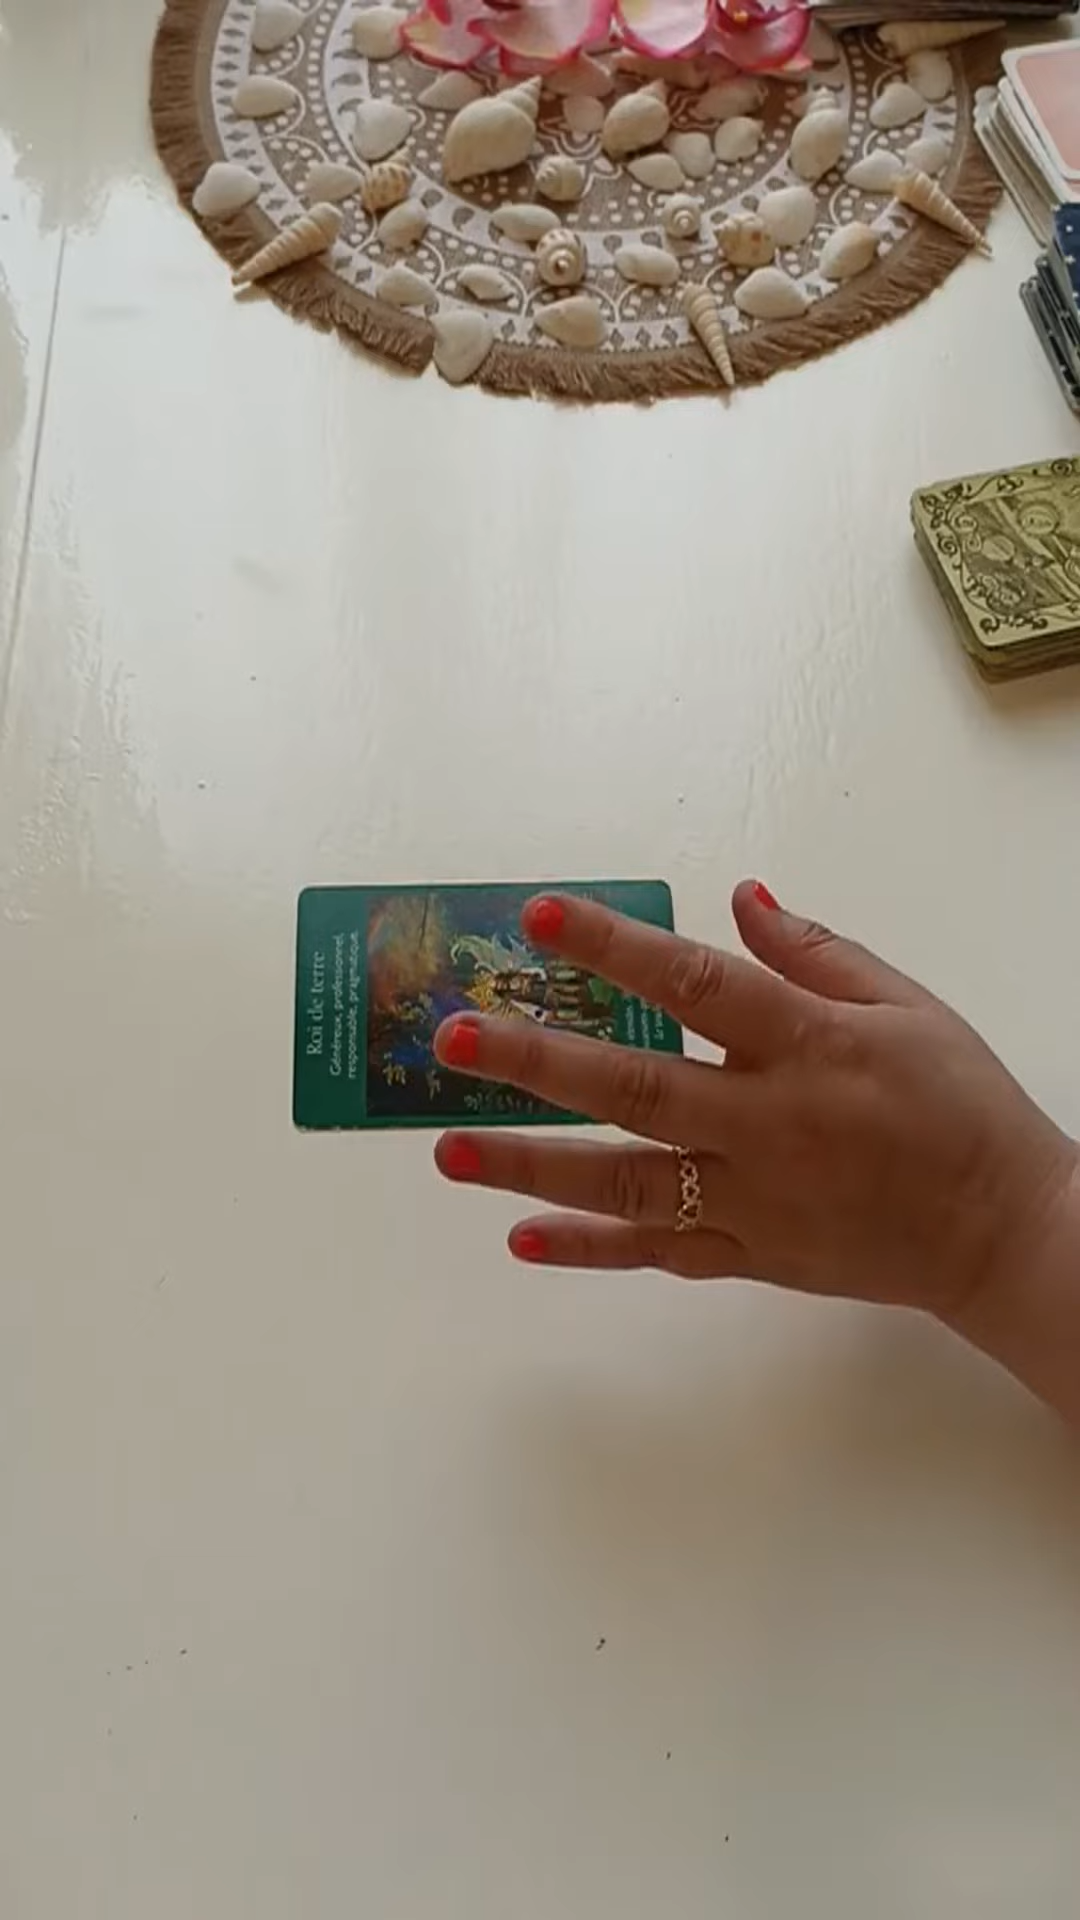 Roi de terre
Généreux, professionnel,
responsable, pragmatique.